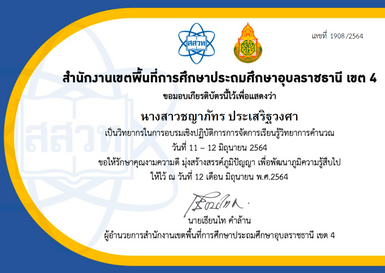 สสวท
เลขที่ 1908/2564
สำนักงานเขตพื้นที่การศึกษาประถมศึกษาอุบลราชธานี เขต 4
ขอมอบเกียรติบัตรนี้ไว้เพื่อแสดงว่า
นางสาวชญาภัทร ประเสริฐวงศา
เป็นวิทยากรในการอบรมเชิงปฏิบัติการการจัดการเรียนรู้วิทยาการคำนวณ
วันที่ 11 - 12 มิถุนายน 2564
ขอให้รักษาคุณงามความดี มุ่งสร้างสรรค์ภูมิปัญญา เพื่อพัฒนาภูมิความรู้สืบไป
ให้ไว้ ณ วันที่ 12 เดือน มิถุนายน พ.ศ.2564
นายเธียนไท คำล้าน
ผู้อำนวยการสำนักงานเขตพื้นที่การศึกษาประถมศึกษาอุบลราชธานี เขต 4